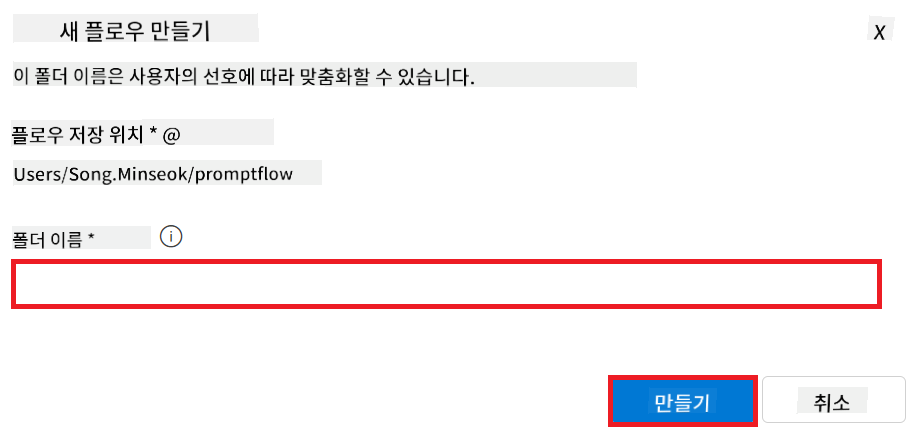 새 플로우 만들기
X
이 폴더 이름은 사용자의 선호에 따라 맞춤화할 수 있습니다.
플로우 저장 위치 * @
Users/Song.Minseok/promptflow
폴더 이름 * i
만들기 취소